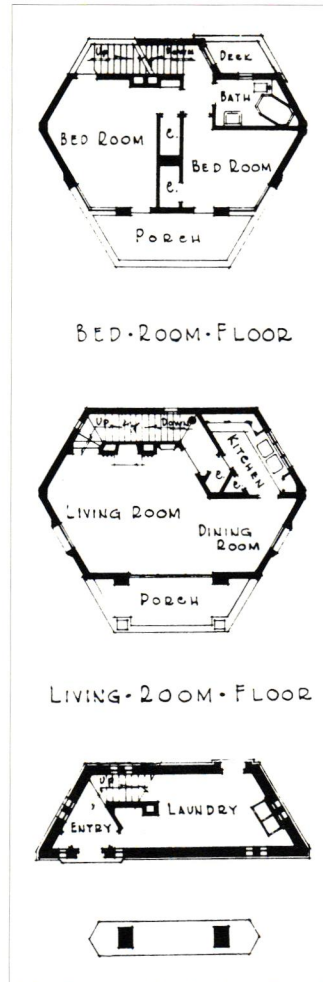 UP DOWN DECK
BATH
BED ROOM
C. BED ROOM
C.
PORCH
BED·ROOM·FLOOR
UP DOWN
KITCHEN
C.
C.
LIVING ROOM
DINING ROOM
PORCH
LIVING·ROOM·FLOOR
UP
LAUNDRY
ENTRY